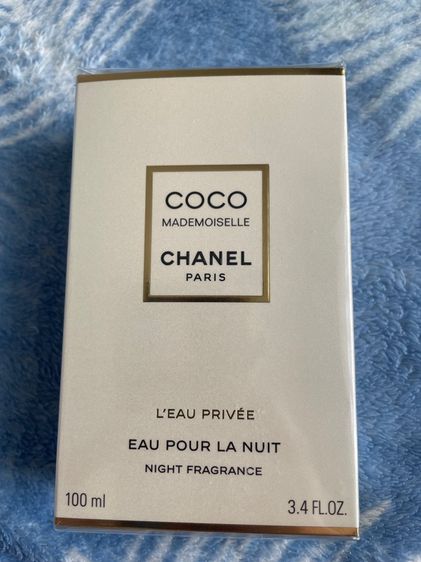 COCO
MADEMOISELLE
CHANEL
PARIS
L'EAU PRIVÉE
EAU POUR LA NUIT
NIGHT FRAGRANCE
100 ml 3.4 FL.OZ.